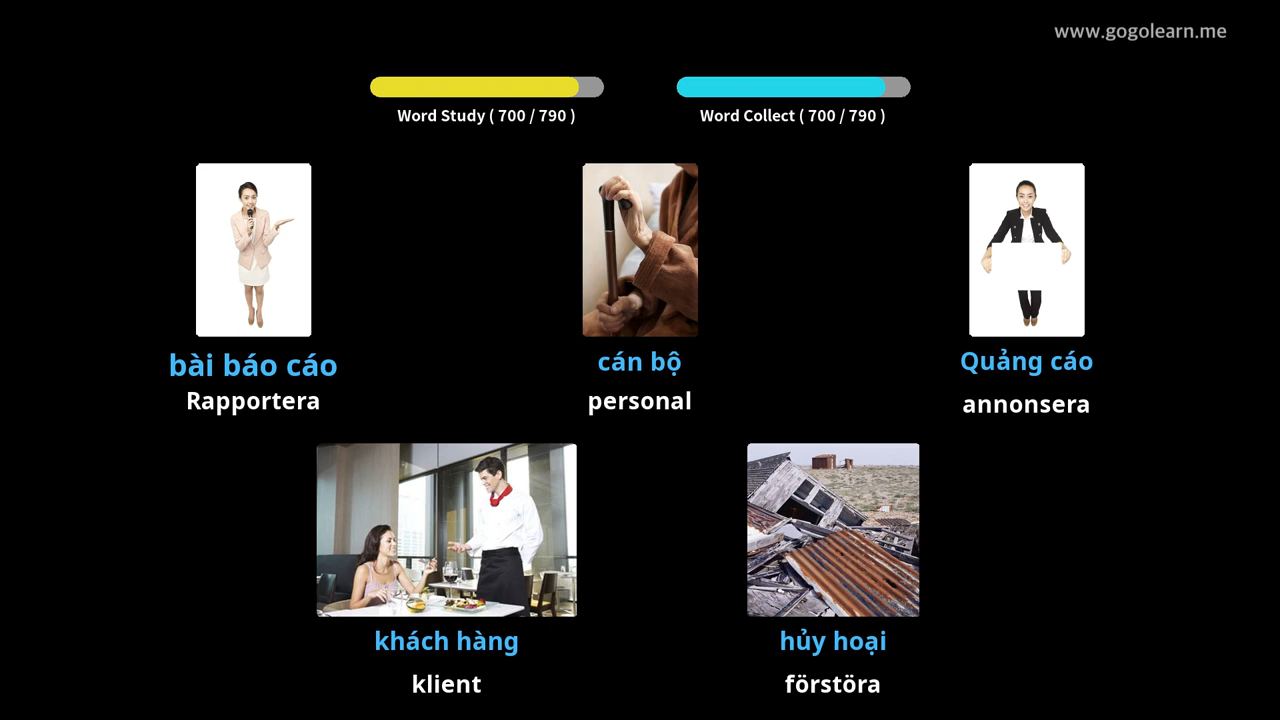 www.gogolearn.me
Word Study ( 700 / 790 )
Word Collect ( 700 / 790 )
bài báo cáo
Rapportera
cán bộ
personal
Quảng cáo
annonsera
khách hàng
klient
hủy hoại
förstöra